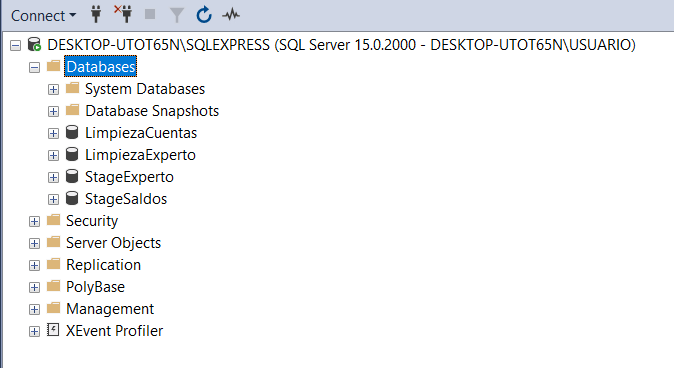 Connect
DESKTOP-UTOT65N\SQLEXPRESS (SQL Server 15.0.2000 - DESKTOP-UTOT65N\USUARIO)
Databases
System Databases
Database Snapshots
LimpiezaCuentas
LimpiezaExperto
StageExperto
StageSaldos
Security
Server Objects
Replication
PolyBase
Management
XEvent Profiler